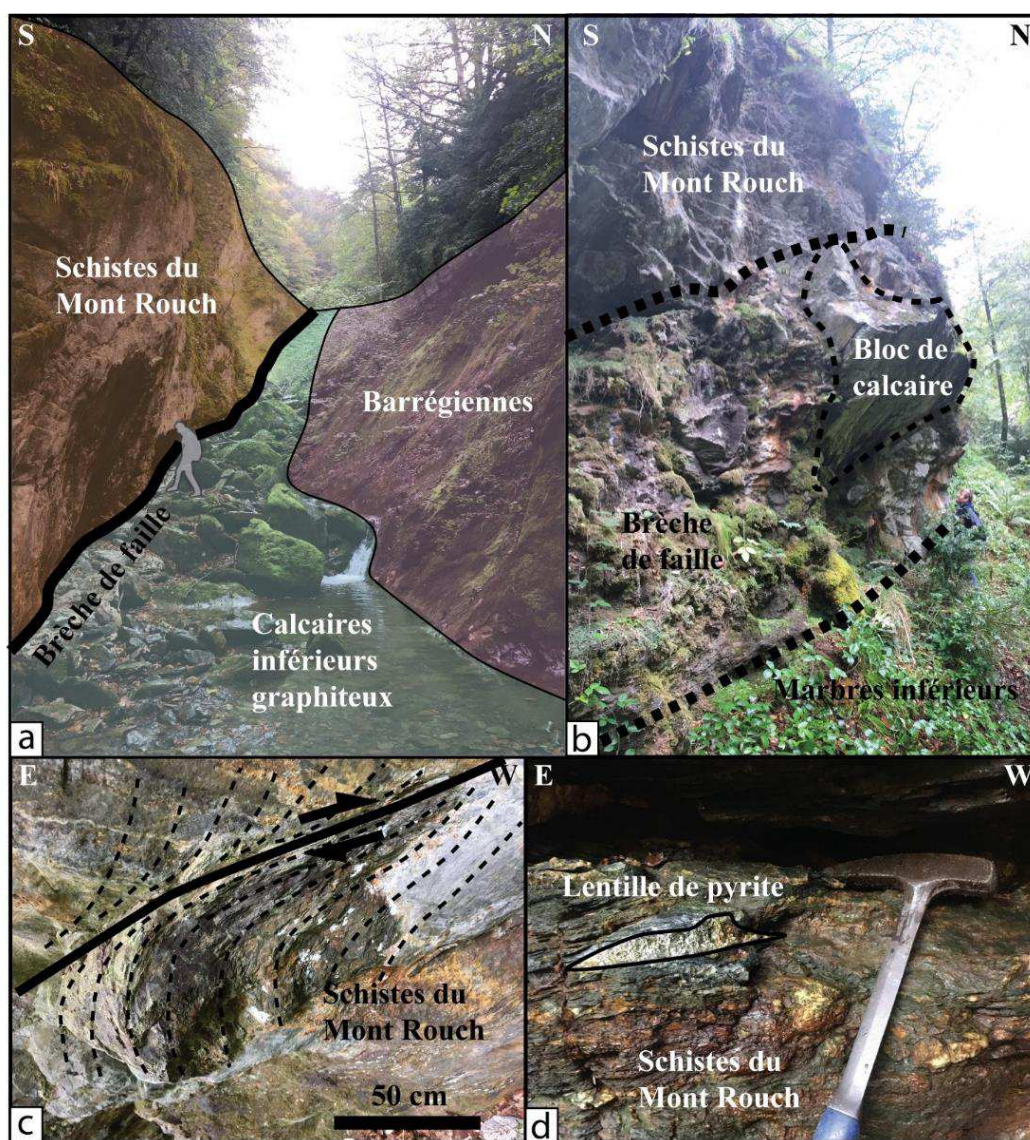 S
N
Schistes du
Mont Rouch
Barrégiennes
Brèche de faille
Calcaires
inférieurs
graphiteux
a
S
N
Schistes du
Mont Rouch
Bloc de
calcaire
Brèche
de faille
Marbres inférieurs
b
E
W
Schistes du
Mont Rouch
50 cm
c
E
W
Lentille de pyrite
Schistes du
Mont Rouch
d